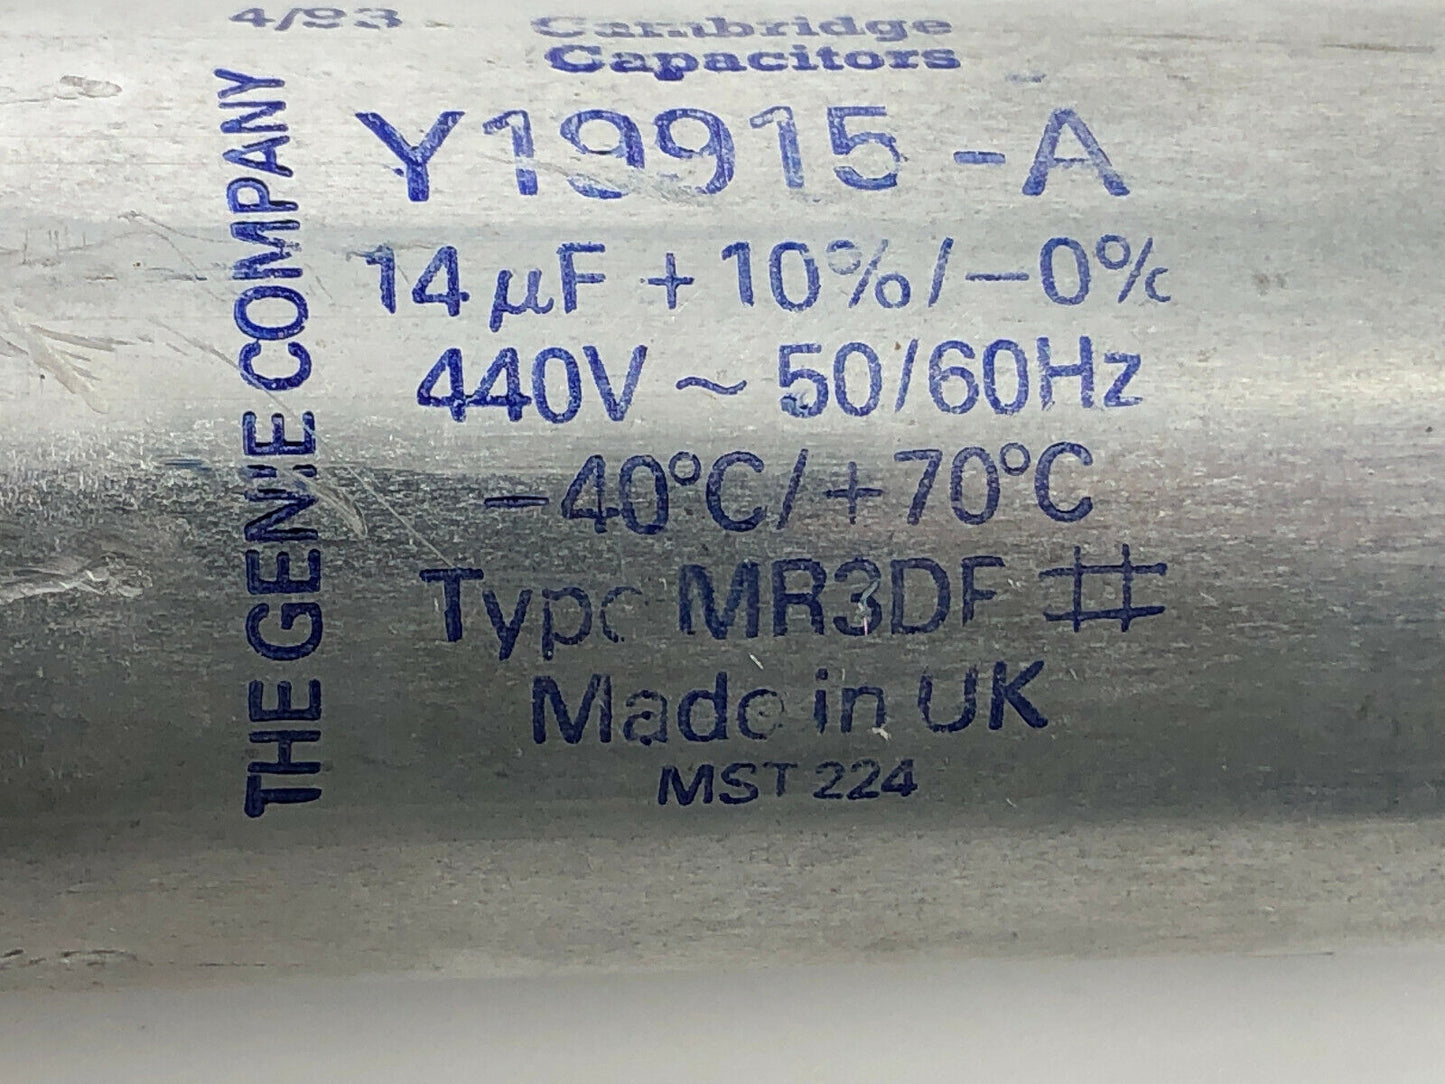 4/93
Cambridge
Capacitors
THE GENIE COMPANY
Y19915-A
14 µF + 10%/-0%
440V ~ 50/60Hz
-40°C/+70°C
Type MR3DF #
Made in UK
MST 224